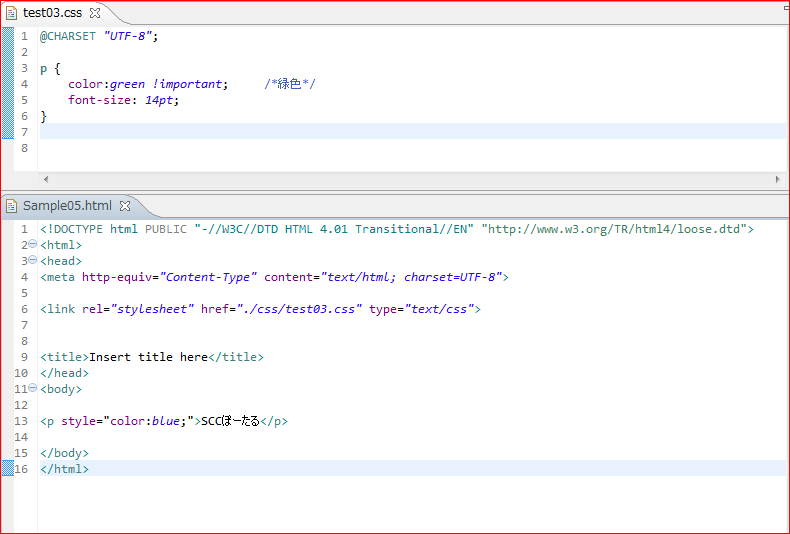 test03.css
1 @CHARSET "UTF-8";
2
3 p {
4 color:green !important; /*緑色*/
5 font-size: 14pt;
6 }
7
8
Sample05.html
1 <!DOCTYPE html PUBLIC "-//W3C//DTD HTML 4.01 Transitional//EN" "http://www.w3.org/TR/html4/loose.dtd">
2 <html>
3 <head>
4 <meta http-equiv="Content-Type" content="text/html; charset=UTF-8">
5
6 <link rel="stylesheet" href="./css/test03.css" type="text/css">
7
8
9 <title>Insert title here</title>
10 </head>
11 <body>
12
13 <p style="color:blue;">SCCぽーたる</p>
14
15 </body>
16 </html>